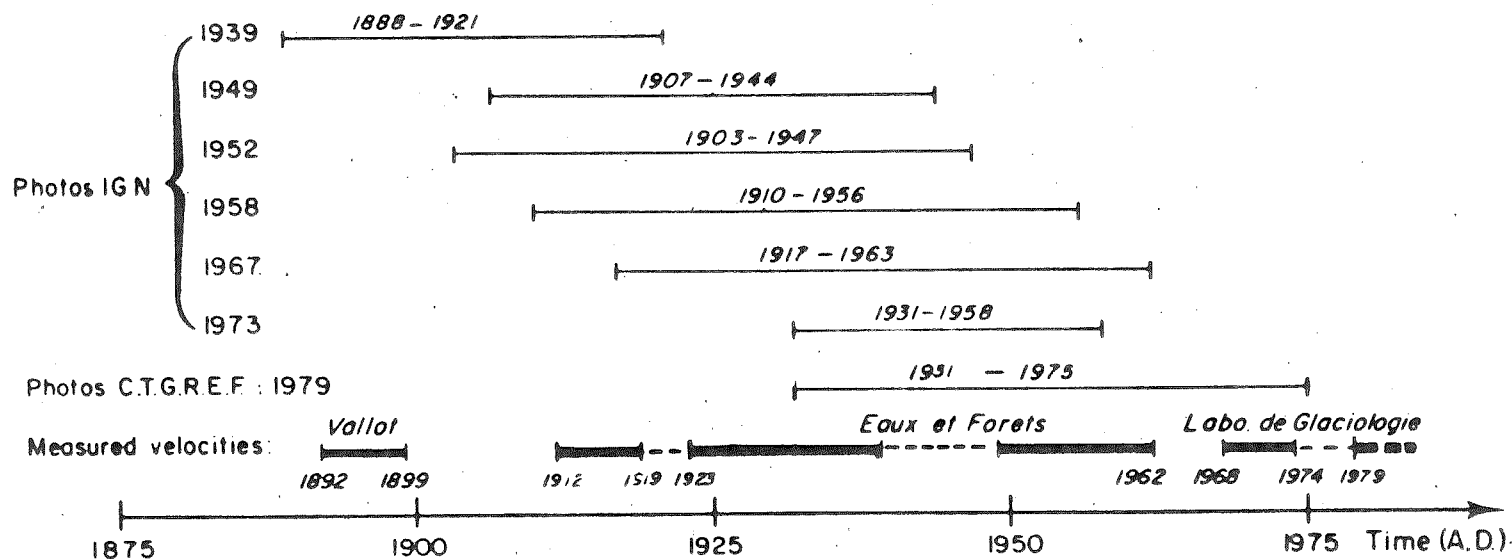 1939 1888-1921
1949 1907-1944
1952 1903-1947
Photos IGN
1958 1910-1956
1967 1917-1963
1973 1931-1958
Photos C.T.G.R.E.F : 1979 1931 - 1975
Measured velocities: Vallot Eaux et Forets Labo. de Glaciologie
1892 1899 1912 1919 1923 1962 1968 1974 1979
1875 1900 1925 1950 1975 Time (A.D.)